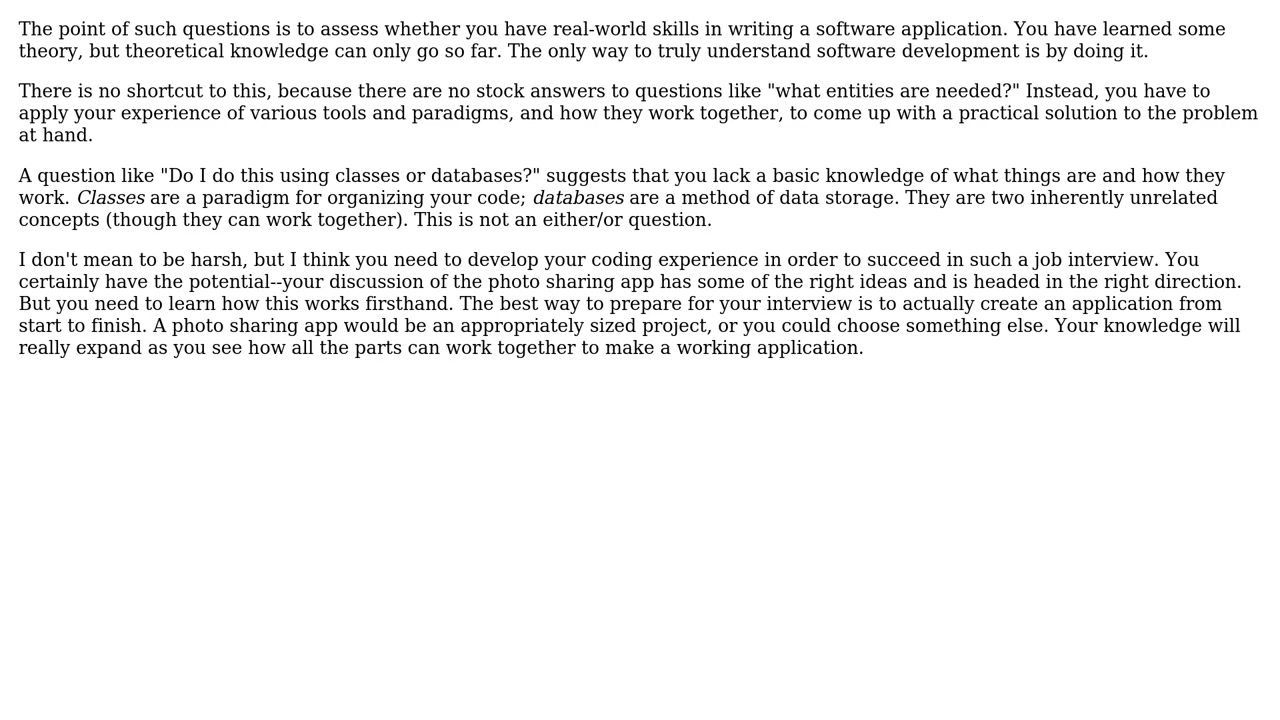 The point of such questions is to assess whether you have real-world skills in writing a software application. You have learned some
theory, but theoretical knowledge can only go so far. The only way to truly understand software development is by doing it.
There is no shortcut to this, because there are no stock answers to questions like "what entities are needed?" Instead, you have to
apply your experience of various tools and paradigms, and how they work together, to come up with a practical solution to the problem
at hand.
A question like "Do I do this using classes or databases?" suggests that you lack a basic knowledge of what things are and how they
work. Classes are a paradigm for organizing your code; databases are a method of data storage. They are two inherently unrelated
concepts (though they can work together). This is not an either/or question.
I don't mean to be harsh, but I think you need to develop your coding experience in order to succeed in such a job interview. You
certainly have the potential--your discussion of the photo sharing app has some of the right ideas and is headed in the right direction.
But you need to learn how this works firsthand. The best way to prepare for your interview is to actually create an application from
start to finish. A photo sharing app would be an appropriately sized project, or you could choose something else. Your knowledge will
really expand as you see how all the parts can work together to make a working application.